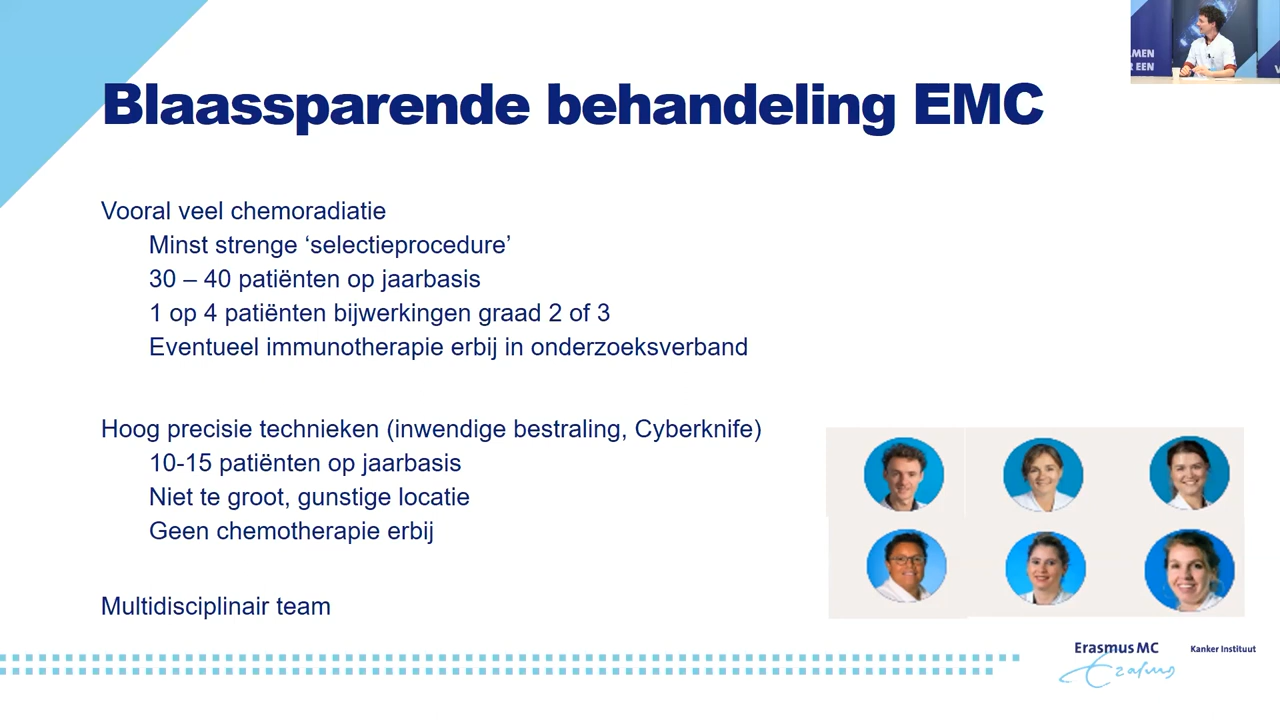 Blaassparende behandeling EMC
Vooral veel chemoradiatie
Minst strenge ‘selectieprocedure’
30 – 40 patiënten op jaarbasis
1 op 4 patiënten bijwerkingen graad 2 of 3
Eventueel immunotherapie erbij in onderzoeksverband
Hoog precisie technieken (inwendige bestraling, Cyberknife)
10-15 patiënten op jaarbasis
Niet te groot, gunstige locatie
Geen chemotherapie erbij
Multidisciplinair team
Erasmus MC
Erasmus
Kanker Instituut
EEN